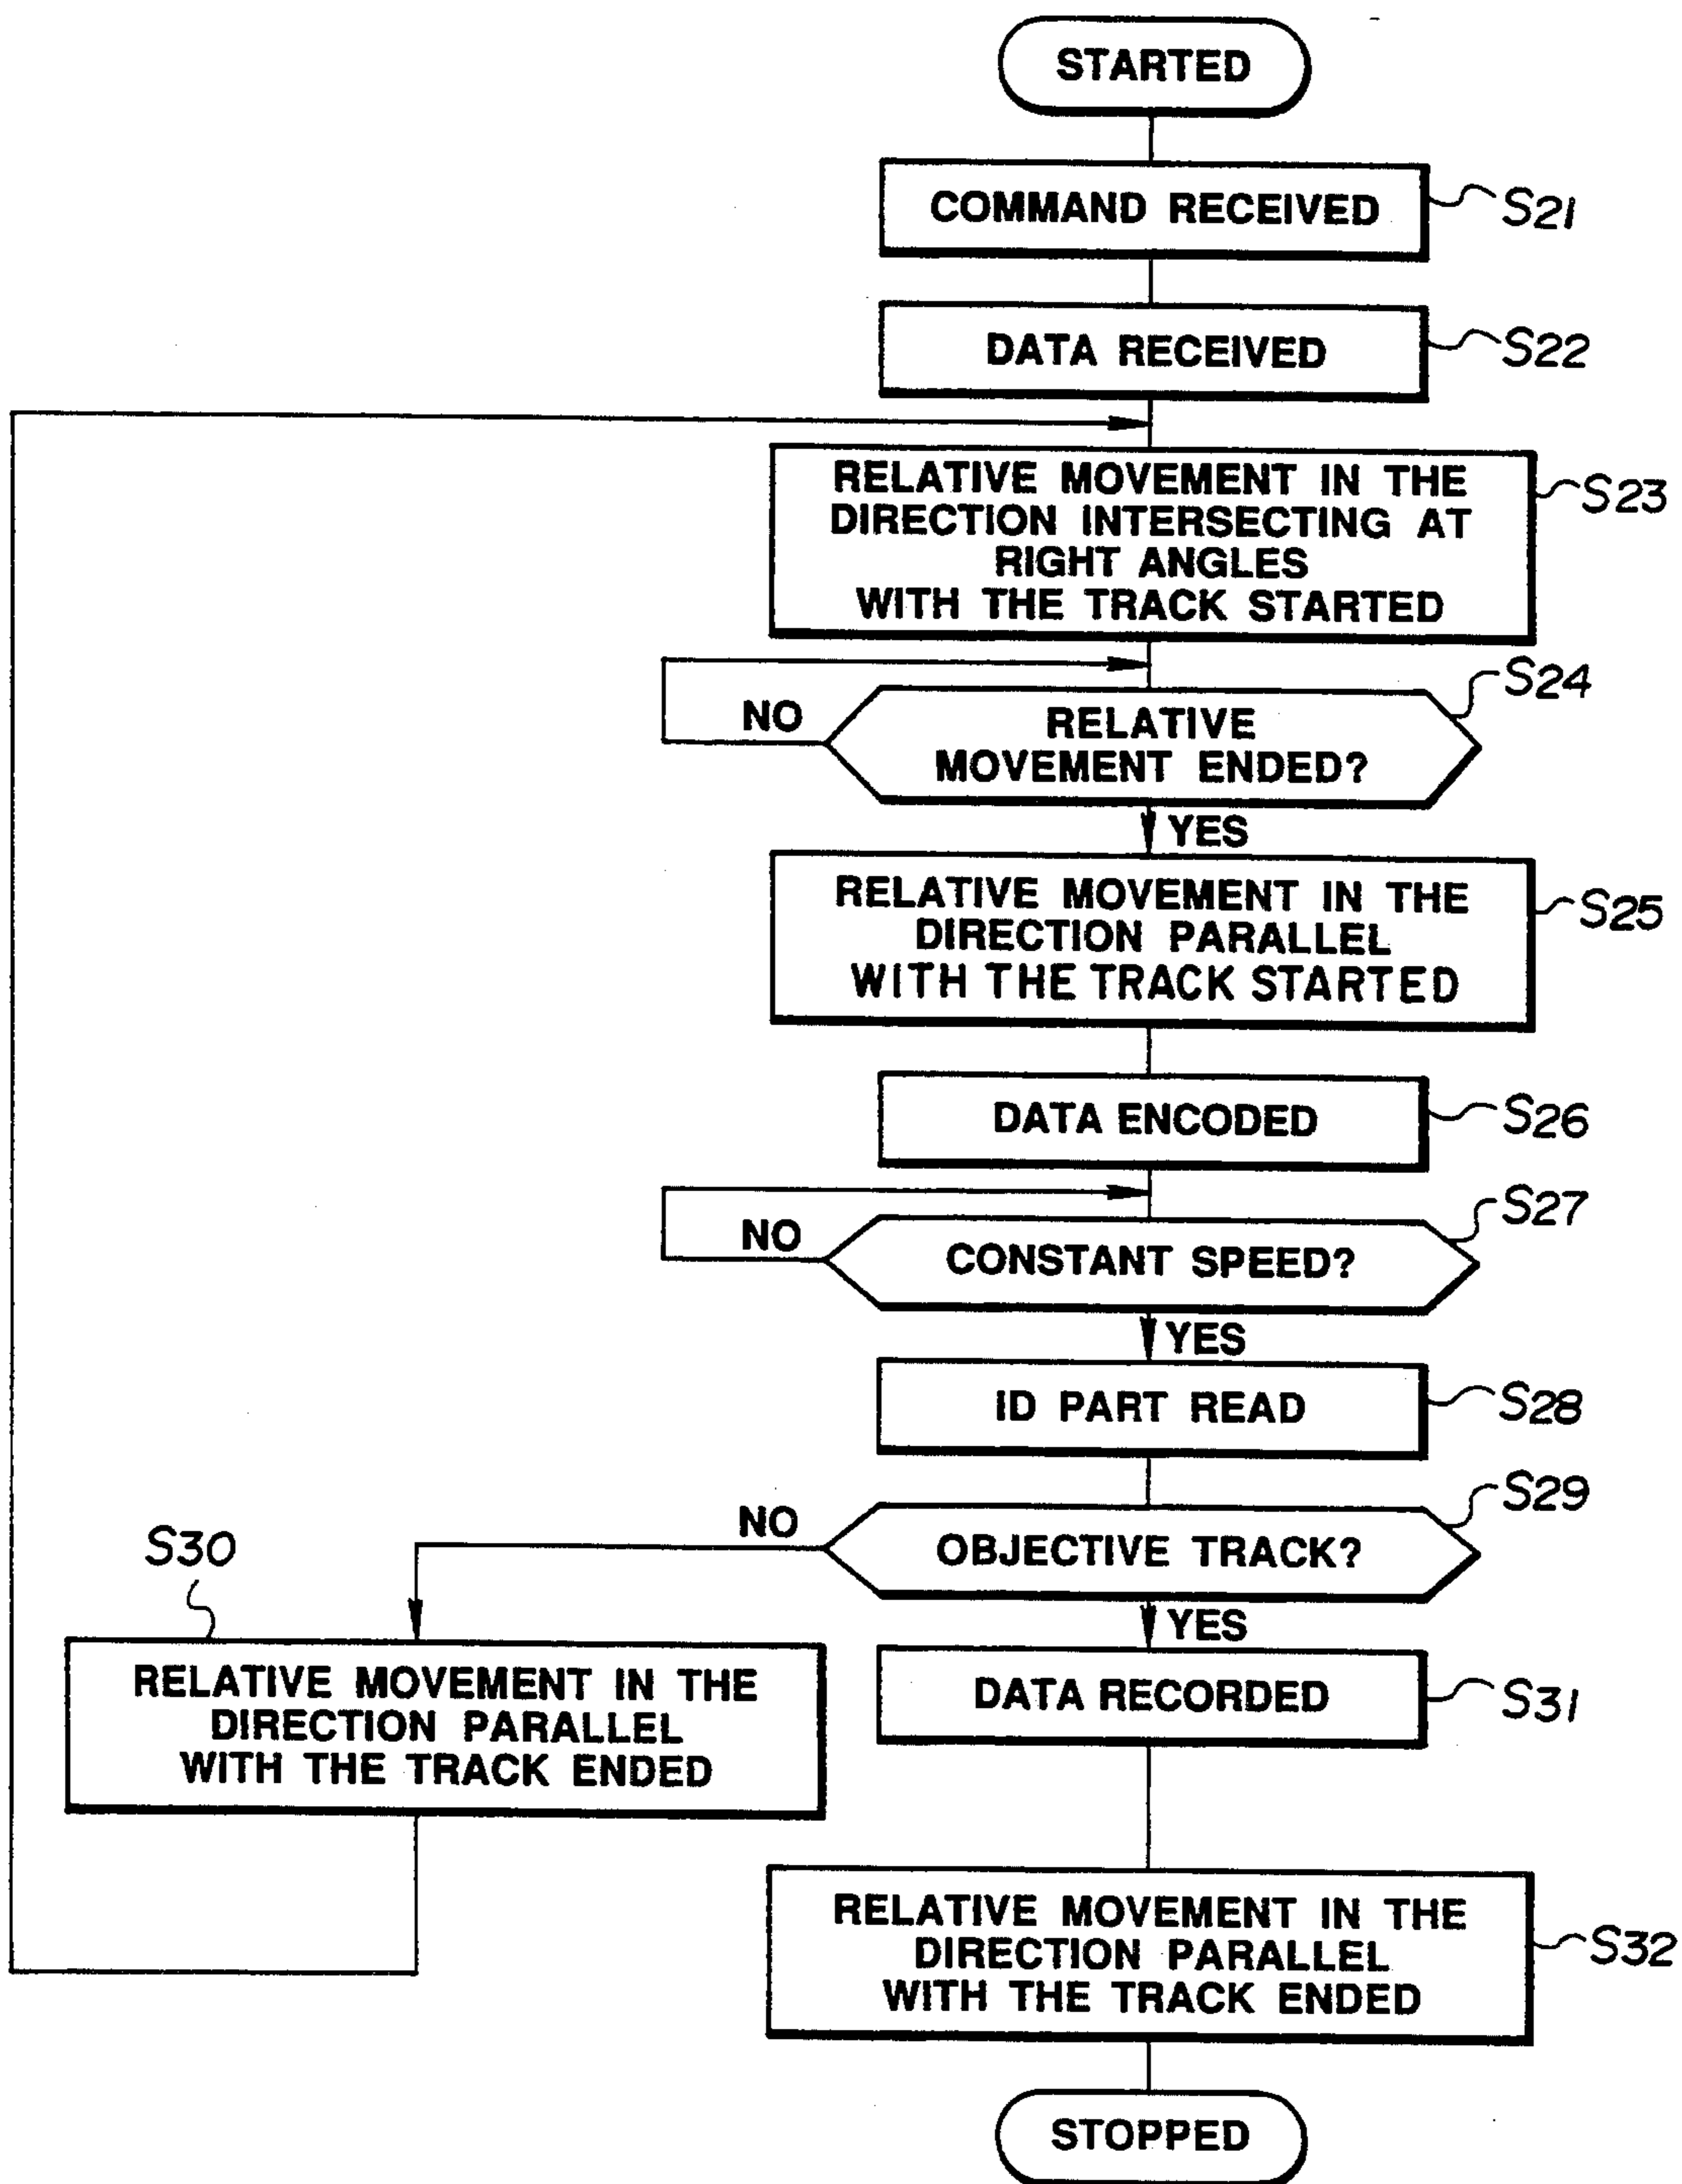 STARTED
COMMAND RECEIVED
S21
DATA RECEIVED
S22
RELATIVE MOVEMENT IN THE
DIRECTION INTERSECTING AT
RIGHT ANGLES
WITH THE TRACK STARTED
S23
S24
NO
RELATIVE
MOVEMENT ENDED?
YES
RELATIVE MOVEMENT IN THE
DIRECTION PARALLEL
WITH THE TRACK STARTED
S25
DATA ENCODED
S26
S27
NO
CONSTANT SPEED?
YES
ID PART READ
S28
S29
NO
OBJECTIVE TRACK?
S30
YES
RELATIVE MOVEMENT IN THE
DIRECTION PARALLEL
WITH THE TRACK ENDED
DATA RECORDED
S31
RELATIVE MOVEMENT IN THE
DIRECTION PARALLEL
WITH THE TRACK ENDED
S32
STOPPED